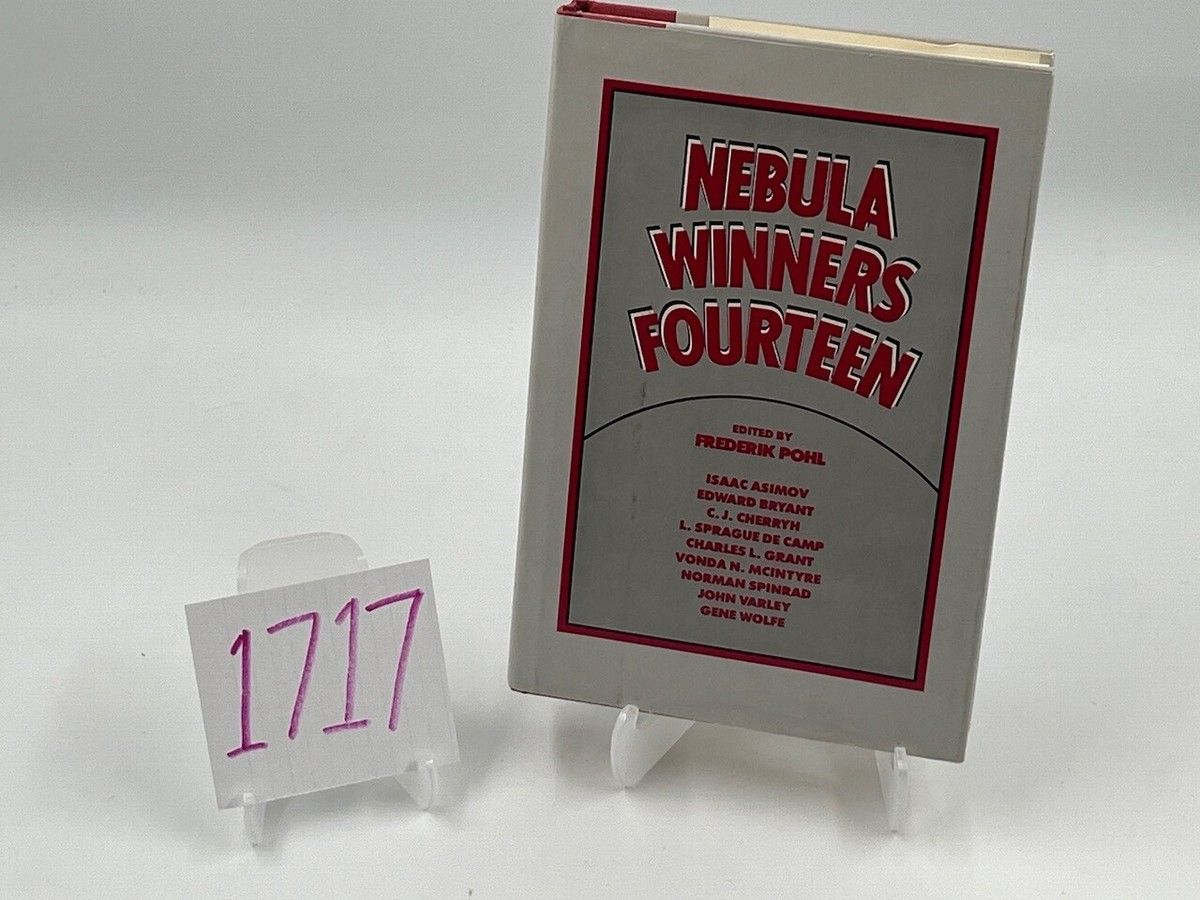 NEBULA
WINNERS
FOURTEEN
EDITED BY
FREDERIK POHL
ISAAC ASIMOV
EDWARD BRYANT
C. J. CHERRYH
L. SPRAGUE DE CAMP
CHARLES L. GRANT
VONDA N. MCINTYRE
NORMAN SPINRAD
JOHN VARLEY
GENE WOLFE
1717